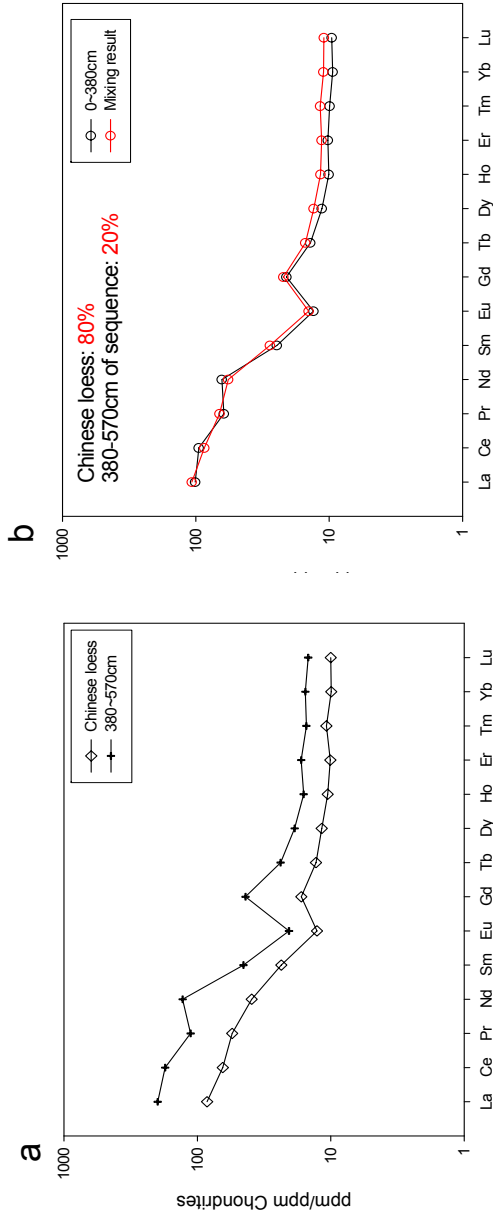 a
1000
100
10
1
ppm/ppm Chondrites
Chinese loess
380~570cm
La Ce Pr Nd Sm Eu Gd Tb Dy Ho Er Tm Yb Lu
b
1000
100
10
1
Chinese loess: 80%
380-570cm of sequence: 20%
0~380cm
Mixing result
La Ce Pr Nd Sm Eu Gd Tb Dy Ho Er Tm Yb Lu